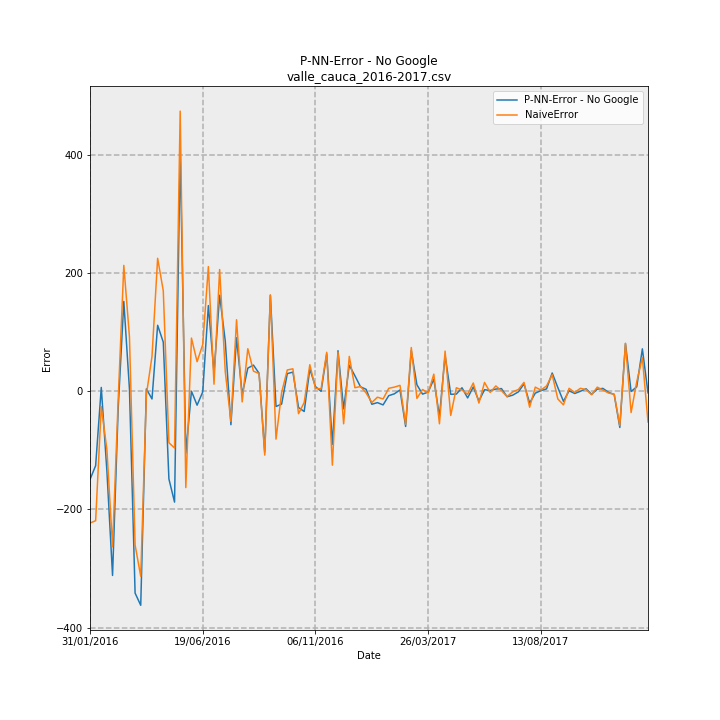 P-NN-Error - No Google
valle_cauca_2016-2017.csv
P-NN-Error - No Google
NaiveError
400
200
0
−200
−400
Error
31/01/2016
19/06/2016
06/11/2016
26/03/2017
13/08/2017
Date